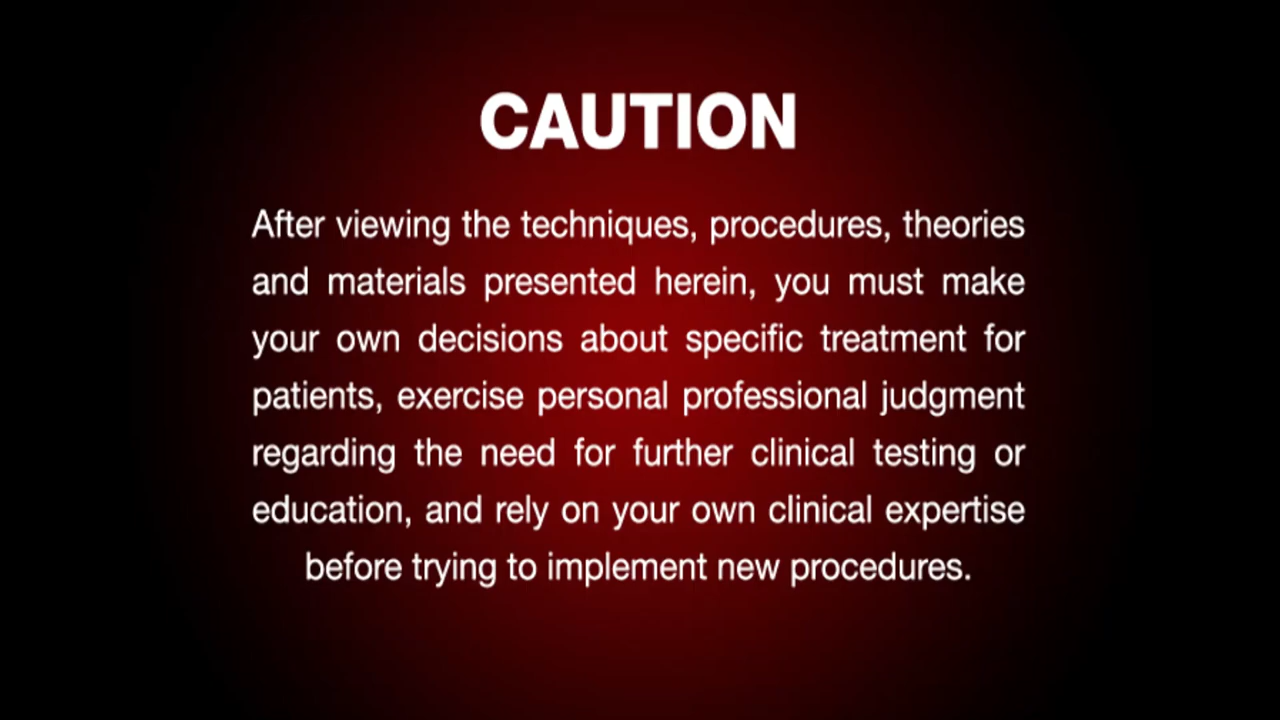 CAUTION
After viewing the techniques, procedures, theories
and materials presented herein, you must make
your own decisions about specific treatment for
patients, exercise personal professional judgment
regarding the need for further clinical testing or
education, and rely on your own clinical expertise
before trying to implement new procedures.